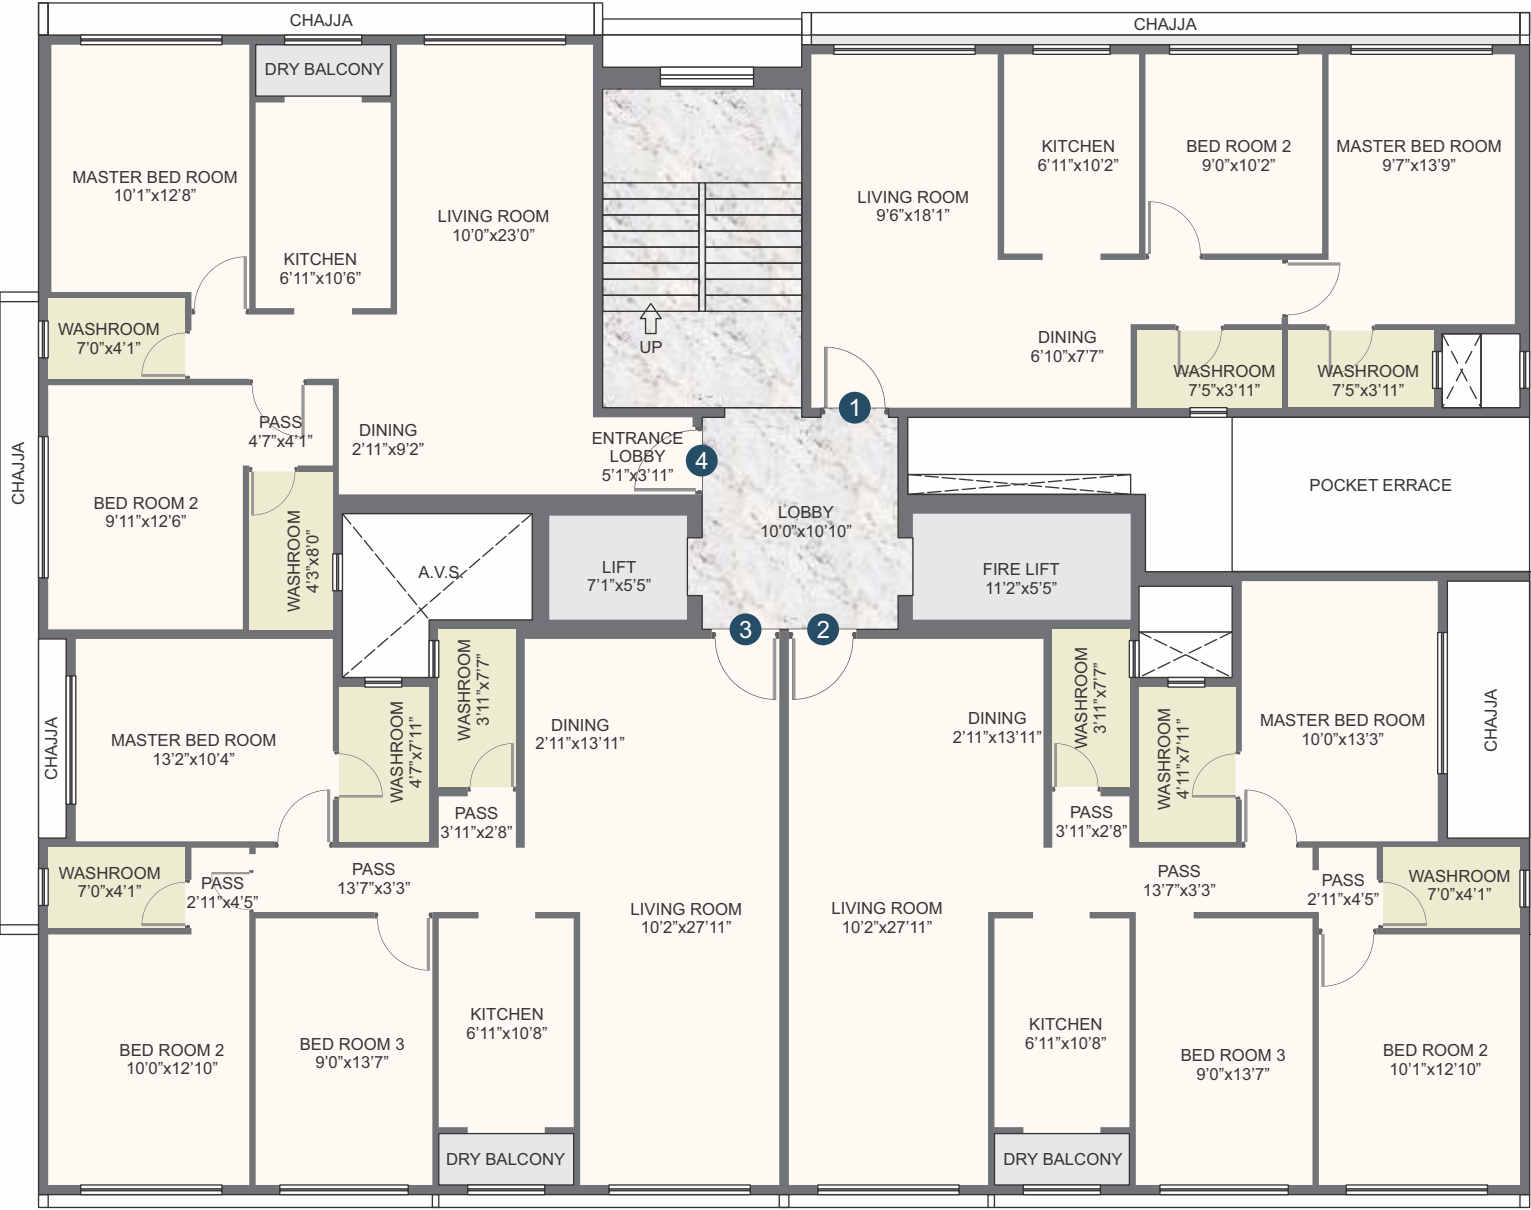 CHAJJA
CHAJJA
DRY BALCONY
MASTER BED ROOM
10'1"x12'8"
KITCHEN
6'11"x10'6"
LIVING ROOM
10'0"x23'0"
UP
LIVING ROOM
9'6"x18'1"
KITCHEN
6'11"x10'2"
BED ROOM 2
9'0"x10'2"
MASTER BED ROOM
9'7"x13'9"
WASHROOM
7'0"x4'1"
DINING
6'10"x7'7"
WASHROOM
7'5"x3'11"
WASHROOM
7'5"x3'11"
1
PASS
4'7"x4'1"
DINING
2'11"x9'2"
ENTRANCE
LOBBY
5'1"x3'11"
4
CHAJJA
BED ROOM 2
9'11"x12'6"
WASHROOM
4'3"x8'0"
A.V.S.
LIFT
7'1"x5'5"
LOBBY
10'0"x10'10"
FIRE LIFT
11'2"x5'5"
POCKET ERRACE
3
2
CHAJJA
MASTER BED ROOM
13'2"x10'4"
WASHROOM
4'7"x7'11"
WASHROOM
3'11"x7'7"
DINING
2'11"x13'11"
DINING
2'11"x13'11"
WASHROOM
3'11"x7'7"
WASHROOM
4'11"x7'11"
MASTER BED ROOM
10'0"x13'3"
CHAJJA
PASS
3'11"x2'8"
PASS
3'11"x2'8"
WASHROOM
7'0"x4'1"
PASS
2'11"x4'5"
PASS
13'7"x3'3"
PASS
13'7"x3'3"
PASS
2'11"x4'5"
WASHROOM
7'0"x4'1"
LIVING ROOM
10'2"x27'11"
LIVING ROOM
10'2"x27'11"
BED ROOM 2
10'0"x12'10"
BED ROOM 3
9'0"x13'7"
KITCHEN
6'11"x10'8"
KITCHEN
6'11"x10'8"
BED ROOM 3
9'0"x13'7"
BED ROOM 2
10'1"x12'10"
DRY BALCONY
DRY BALCONY